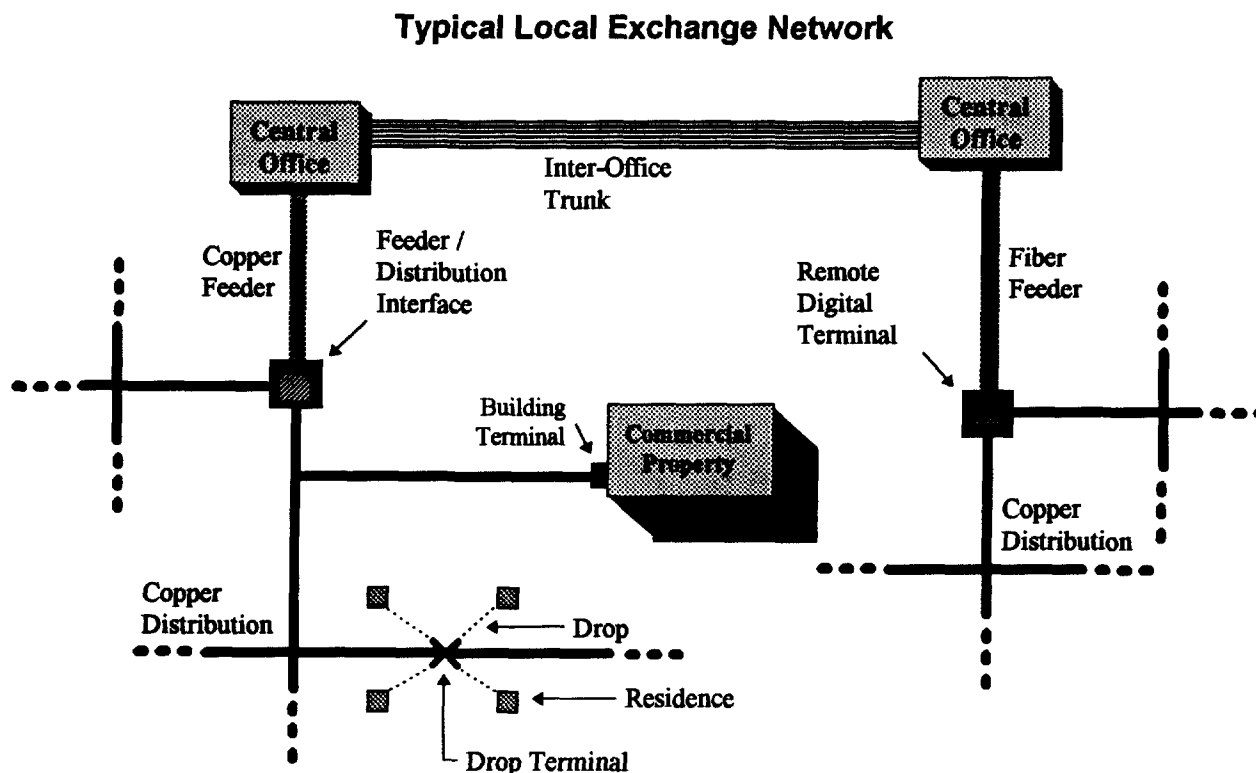 Typical Local Exchange Network
Central
Office
Central
Office
Inter-Office
Trunk
Copper
Feeder
Feeder /
Distribution
Interface
Remote
Digital
Terminal
Fiber
Feeder
Building
Terminal
Commercial
Property
Copper
Distribution
Copper
Distribution
Drop
Residence
Drop Terminal